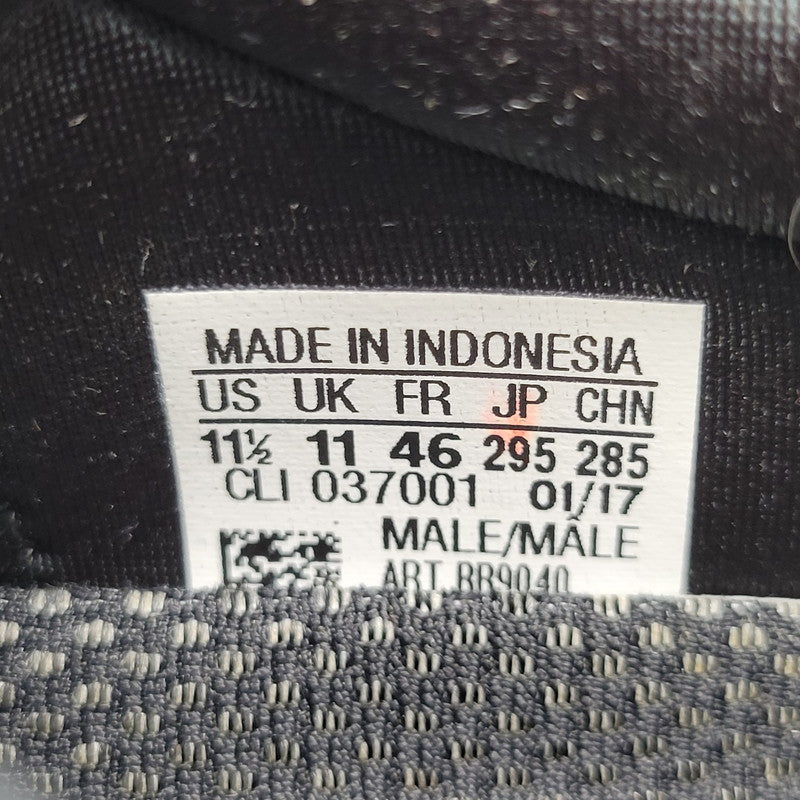 MADE IN INDONESIA
US UK FR JP CHN
11½ 11 46 295 285
CLI 037001 01/17
MALE/MÂLE
ART